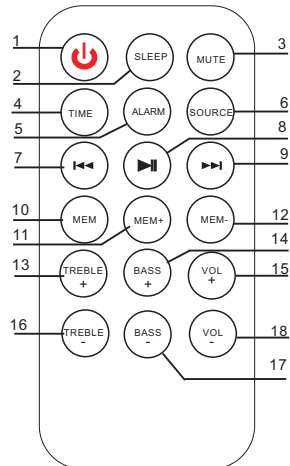 1
SLEEP
3
MUTE
2
4
TIME
ALARM
SOURCE
6
5
8
7
9
10
MEM
MEM+
MEM-
12
11
14
13
TREBLE
+
BASS
+
VOL
+
15
16
TREBLE
-
BASS
-
VOL
-
18
17